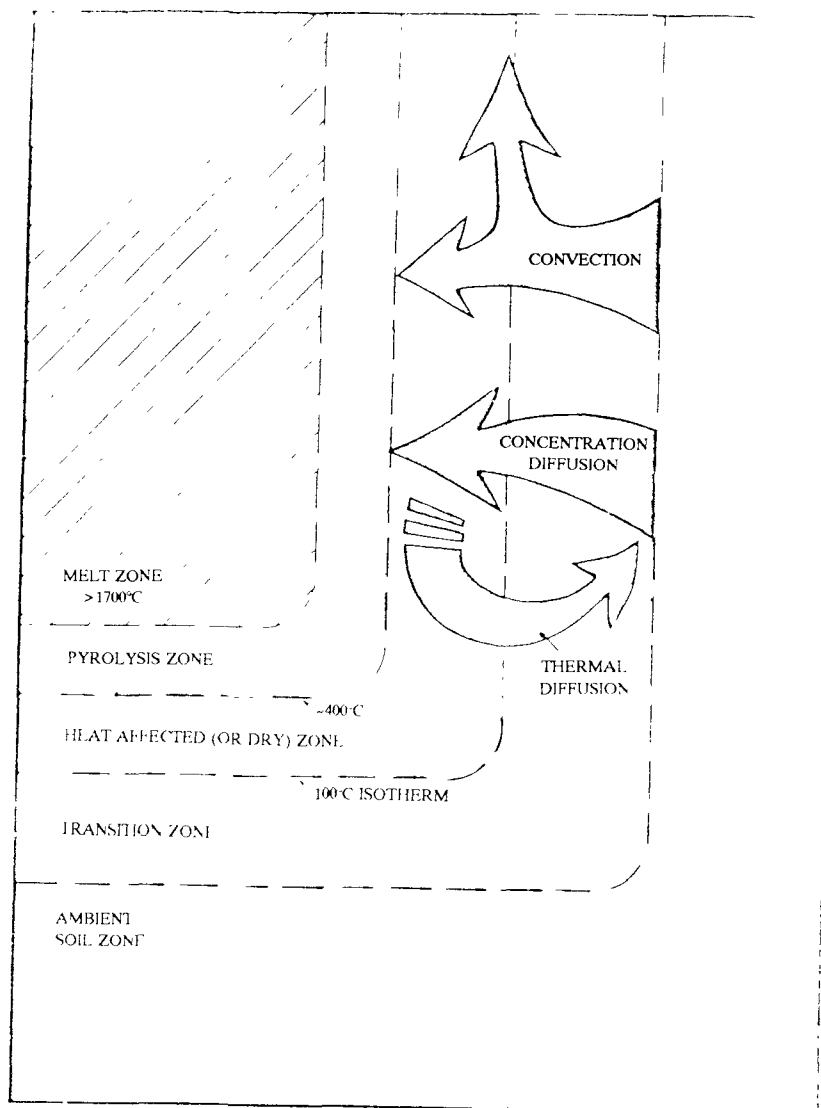 CONVECTION
CONCENTRATION
DIFFUSION
MELT ZONE
>1700°C
PYROLYSIS ZONE
THERMAL
DIFFUSION
~400°C
HEAT AFFECTED (OR DRY) ZONE
100°C ISOTHERM
TRANSITION ZONE
AMBIENT
SOIL ZONE